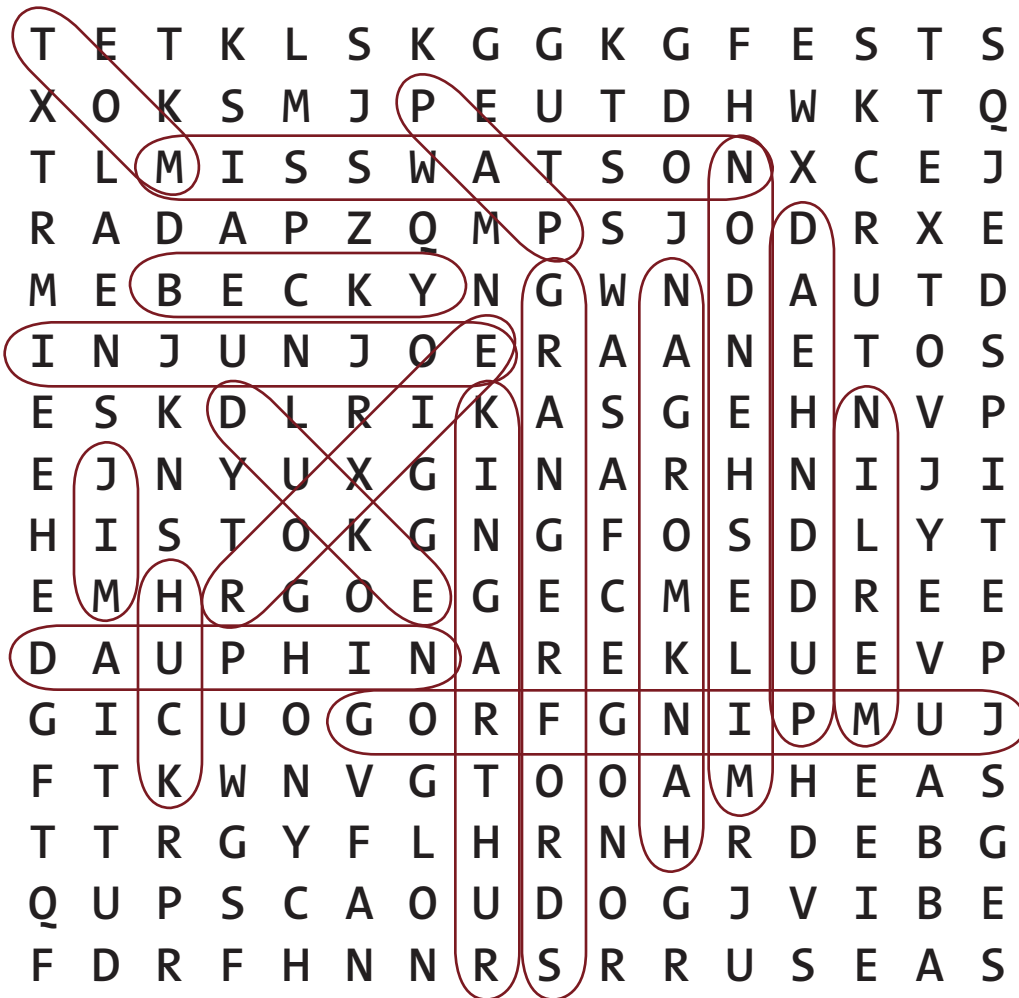 T E T K L S K G G K G F E S T S
X O K S M J P E U T D H W K T Q
T L M I S S W A T S O N X C E J
R A D A P Z Q M P S J O D R X E
M E B E C K Y N G W N D A U T D
I N J U N J O E R A A N E T O S
E S K D L R I K A S G E H N V P
E J N Y U X G I N A R H N I J I
H I S T O K G N G F O S D L Y T
E M H R G O E G E C M E D R E E
D A U P H I N A R E K L U E V P
G I C U O G O R F G N I P M U J
F T K W N V G T O O A M H E A S
T T R G Y F L H R N H R D E B G
Q U P S C A O U D O G J V I B E
F D R F H N N R S R R U S E A S